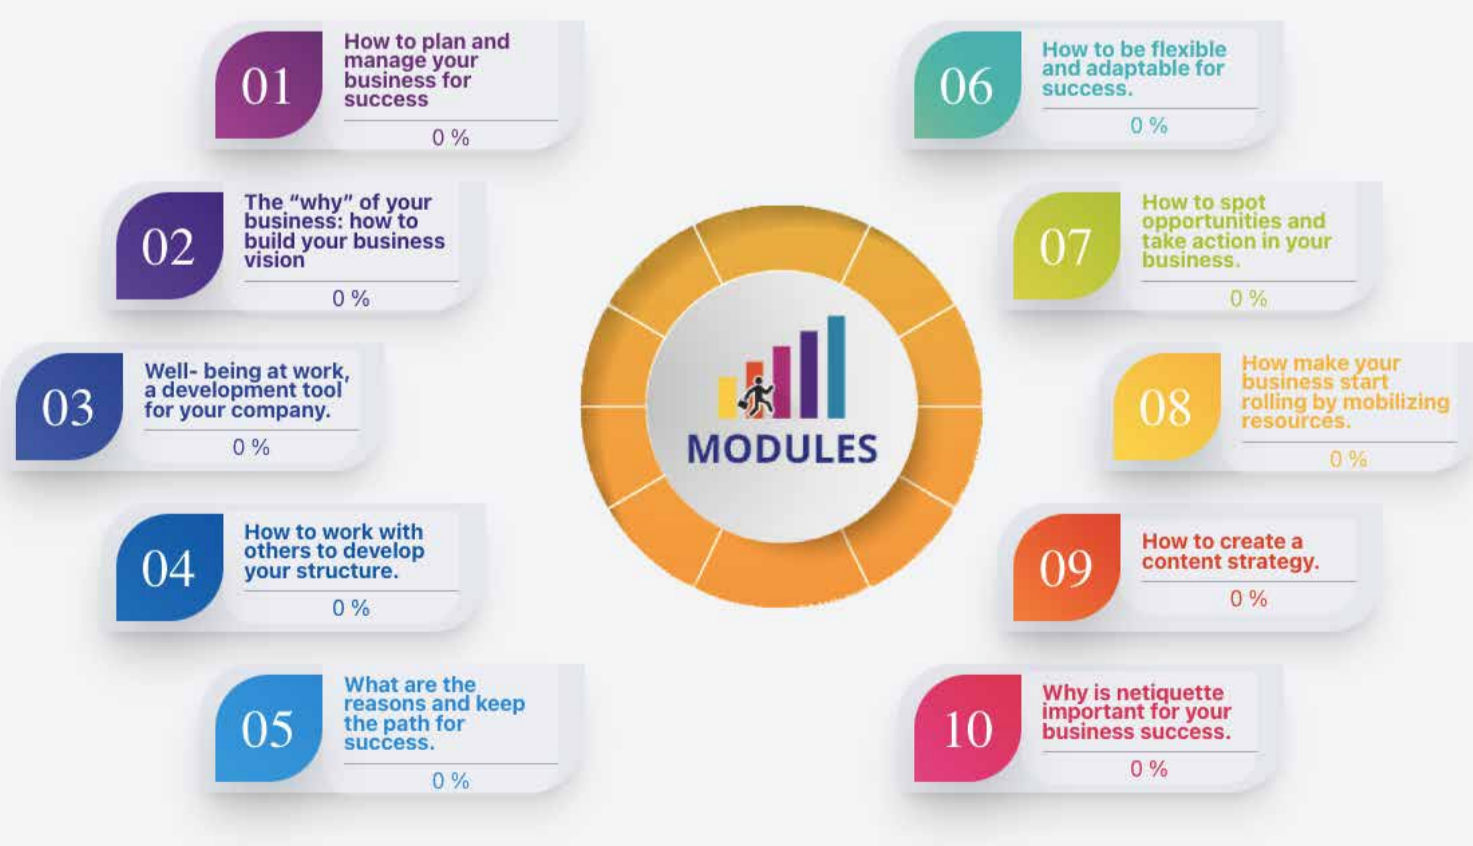 01
How to plan and
manage your
business for
success
0 %
02
The “why” of your
business: how to
build your business
vision
0 %
03
Well- being at work,
a development tool
for your company.
0 %
04
How to work with
others to develop
your structure.
0 %
05
What are the
reasons and keep
the path for
success.
0 %
MODULES
06
How to be flexible
and adaptable for
success.
0 %
07
How to spot
opportunities and
take action in your
business.
0 %
08
How make your
business start
rolling by mobilizing
resources.
0 %
09
How to create a
content strategy.
0 %
10
Why is netiquette
important for your
business success.
0 %